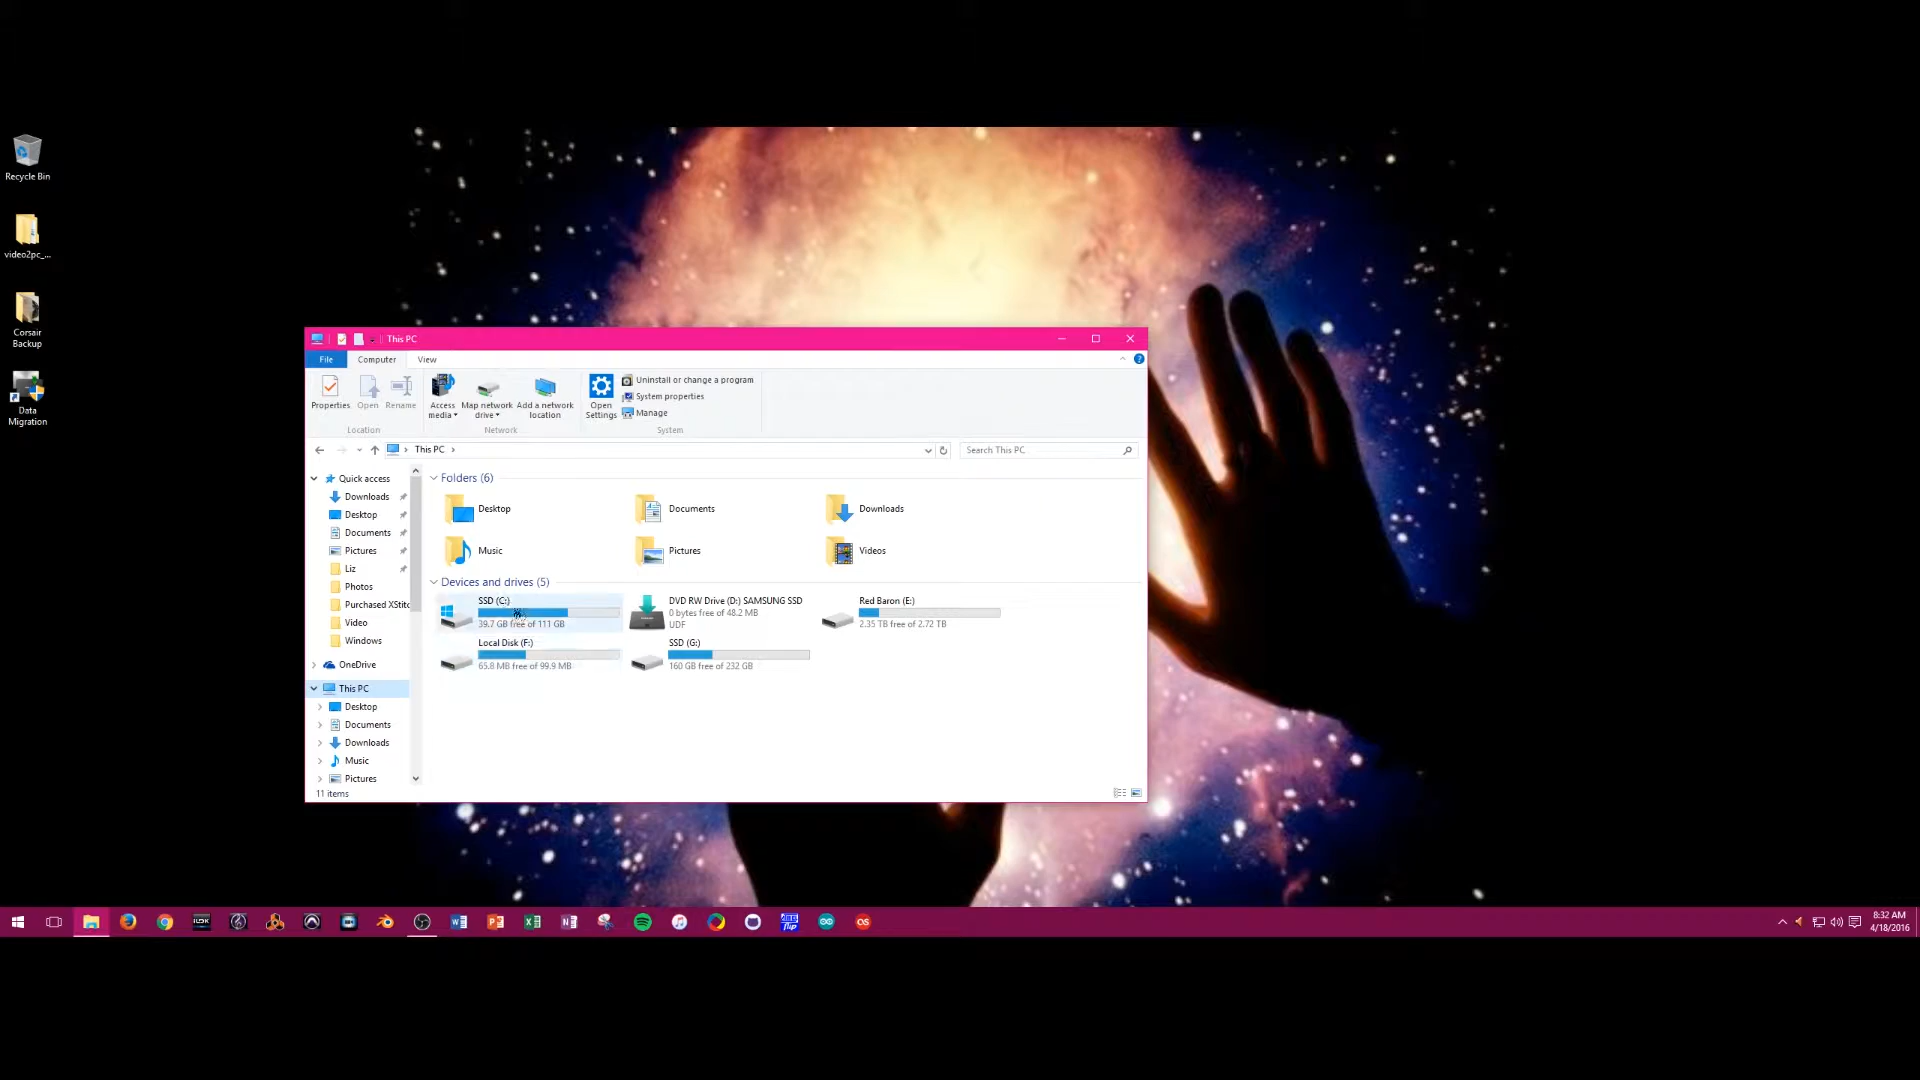 Recycle Bin
video2pc_...
Corsair
Backup
Data
Migration
This PC
File
Computer
View
Properties
Open
Rename
Location
Access
media
Map network
drive
Add a network
location
Network
Open
Settings
Uninstall or change a program
System properties
Manage
System
This PC
Search This PC
Quick access
Downloads
Desktop
Documents
Pictures
Liz
Photos
Purchased XStitc
Video
Windows
OneDrive
This PC
Desktop
Documents
Downloads
Music
Pictures
Folders (6)
Desktop
Documents
Downloads
Music
Pictures
Videos
Devices and drives (5)
SSD (C:)
39.7 GB free of 111 GB
DVD RW Drive (D:) SAMSUNG SSD
0 bytes free of 48.2 MB
UDF
Red Baron (E:)
2.35 TB free of 2.72 TB
Local Disk (F:)
65.8 MB free of 99.9 MB
SSD (G:)
160 GB free of 232 GB
11 items
8:32 AM
4/18/2016